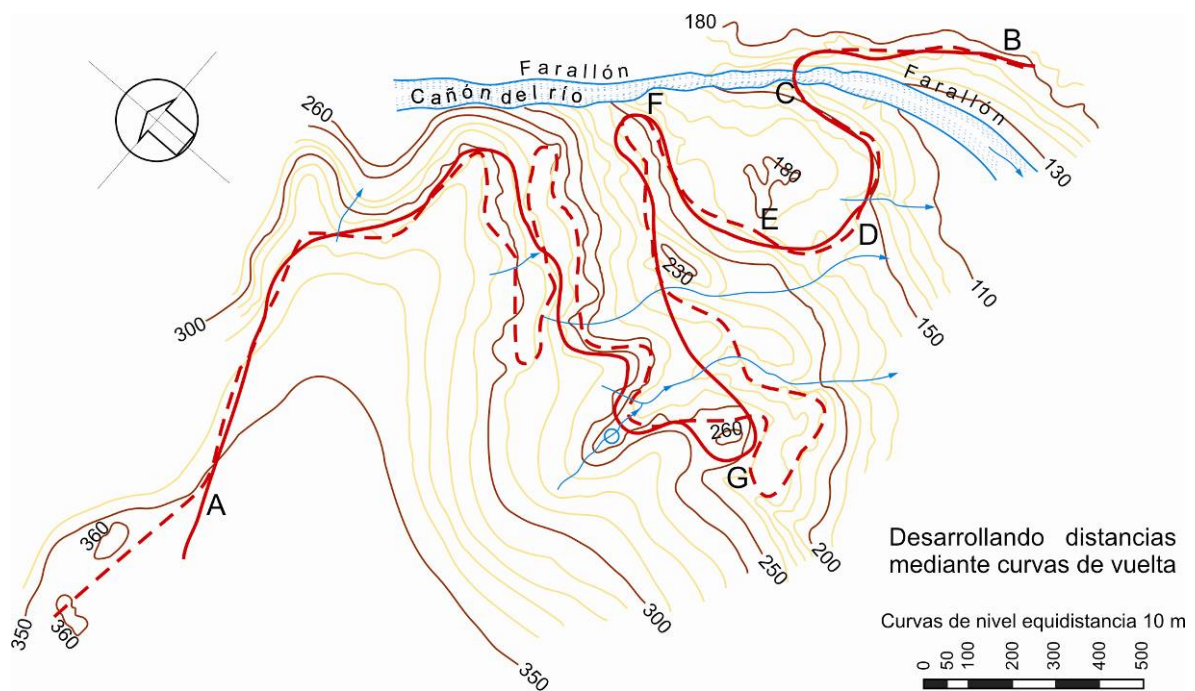 180
B
Farallón
Farallón
Cañón del río
C
F
260
180
130
E
D
230
110
300
150
260
G
A
200
360
250
360
350
300
350
Desarrollando distancias
mediante curvas de vuelta
Curvas de nivel equidistancia 10 m
0 50 100 200 300 400 500